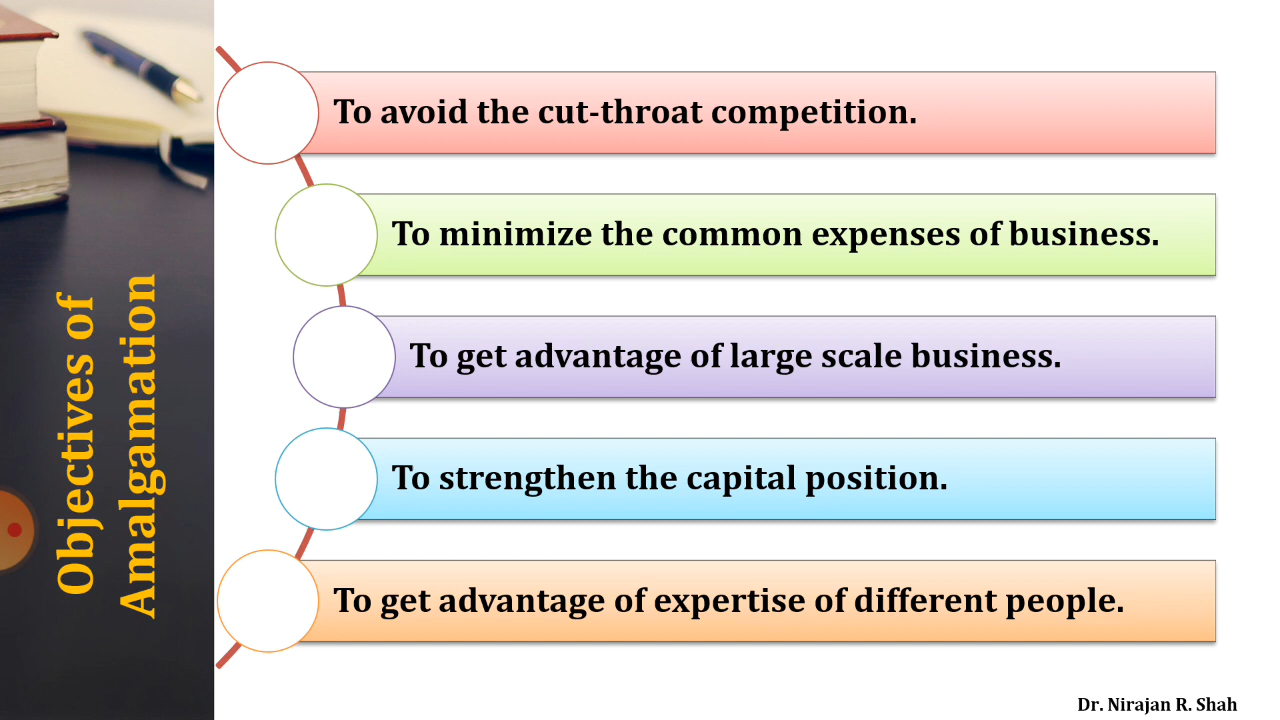 Objectives of
Amalgamation
To avoid the cut-throat competition.
To minimize the common expenses of business.
To get advantage of large scale business.
To strengthen the capital position.
To get advantage of expertise of different people.
Dr. Nirajan R. Shah